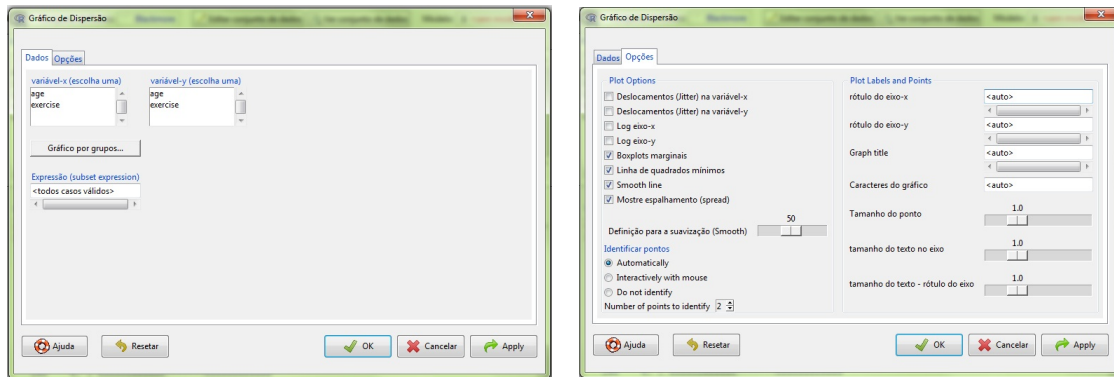 Gráfico de Dispersão
Dados Opções
variável-x (escolha uma) variável-y (escolha uma)
age age
exercise exercise
Gráfico por grupos...
Expressão (subset expression)
<todos casos válidos>
Ajuda Resetar OK Cancelar Apply
Gráfico de Dispersão
Dados Opções
Plot Options Plot Labels and Points
Deslocamentos (Jitter) na variável-x rótulo do eixo-x <auto>
Deslocamentos (Jitter) na variável-y
Log eixo-x rótulo do eixo-y <auto>
Log eixo-y
Boxplots marginais Graph title <auto>
Linha de quadrados mínimos
Smooth line Caracteres do gráfico <auto>
Mostre espalhamento (spread)
50 Tamanho do ponto 1.0
Definição para a suavização (Smooth)
Identificar pontos tamanho do texto no eixo 1.0
Automatically
Interactively with mouse tamanho do texto - rótulo do eixo 1.0
Do not identify
Number of points to identify 2
Ajuda Resetar OK Cancelar Apply